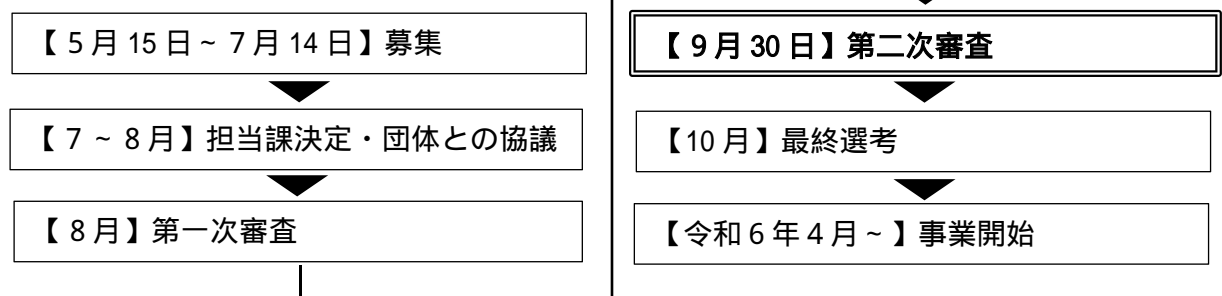 【５月15日～７月14日】募集
【７～８月】担当課決定・団体との協議
【８月】第一次審査
【９月30日】第二次審査
【10月】最終選考
【令和６年４月～】事業開始